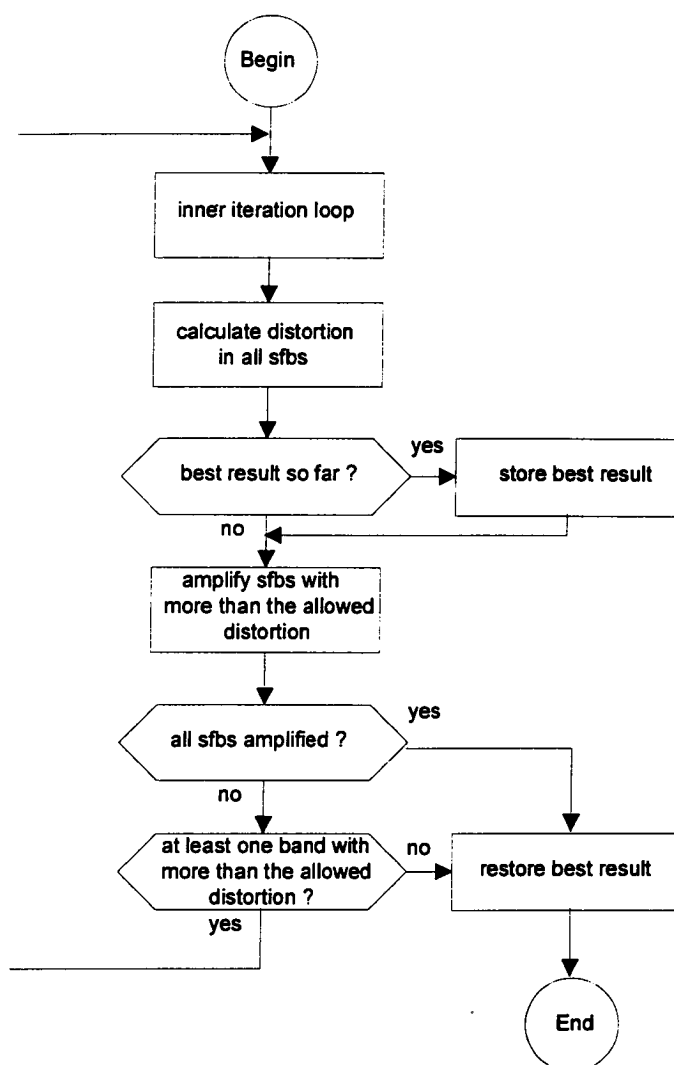 Begin
inner iteration loop
calculate distortion
in all sfbs
best result so far ?
yes
store best result
no
amplify sfbs with
more than the allowed
distortion
all sfbs amplified ?
yes
no
at least one band with
more than the allowed
distortion ?
no
restore best result
yes
End